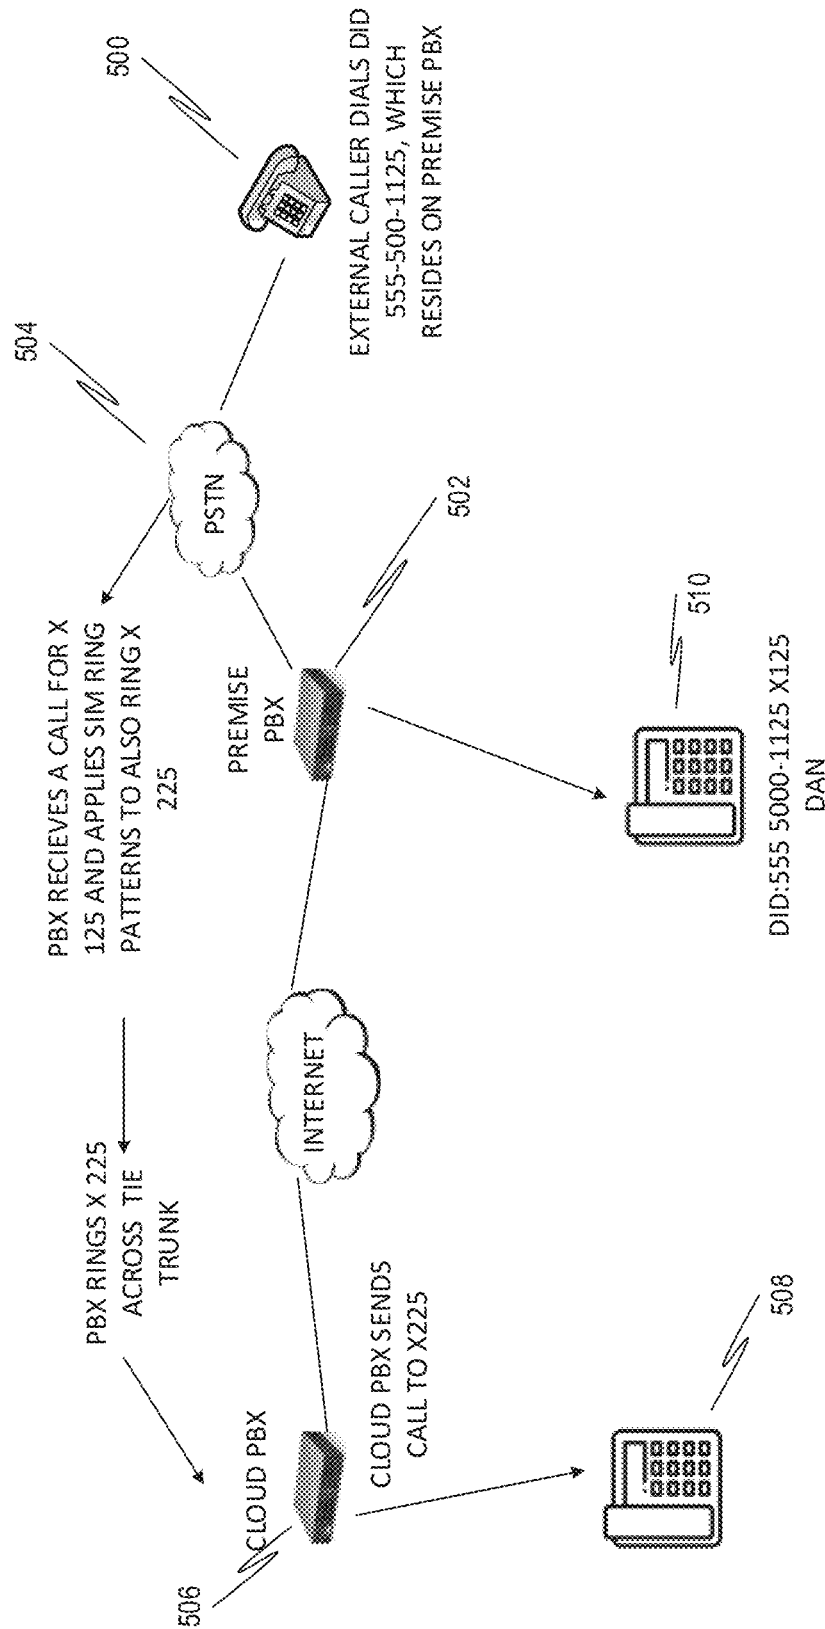 500
EXTERNAL CALLER DIALS DID
555-500-1125, WHICH
RESIDES ON PREMISE PBX
504
PSTN
502
PBX RECIEVES A CALL FOR X
125 AND APPLIES SIM RING
PATTERNS TO ALSO RING X
225
PREMISE
PBX
510
DID:555 5000-1125 X125
DAN
INTERNET
PBX RINGS X 225
ACROSS TIE
TRUNK
CLOUD PBX
506
CLOUD PBX SENDS
CALL TO X225
508